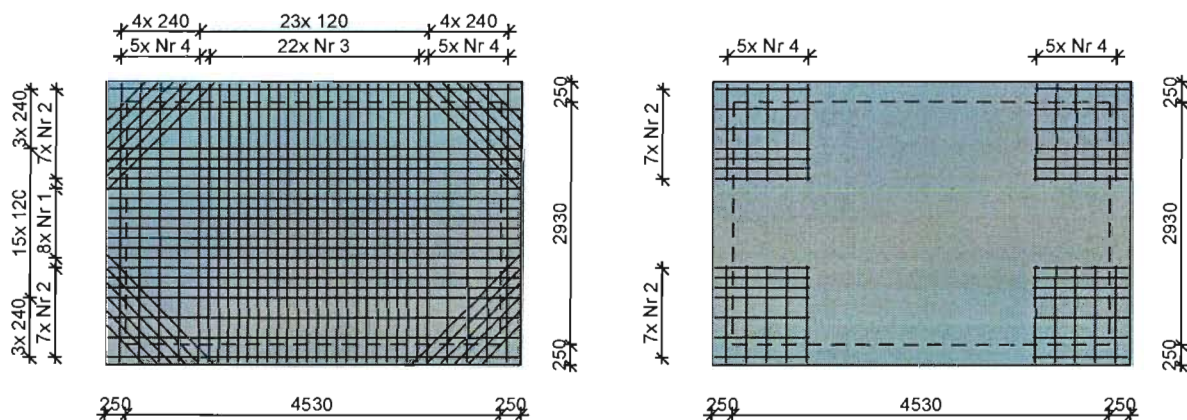 4x 240 23x 120 4x 240
5x Nr 4 22x Nr 3 5x Nr 4
3x 240 15x 120 3x 240
7x Nr 2 8x Nr 1 7x Nr 2
250 2930 250
250 4530 250
5x Nr 4 5x Nr 4
7x Nr 2 7x Nr 2
250 2930 250
250 4530 250